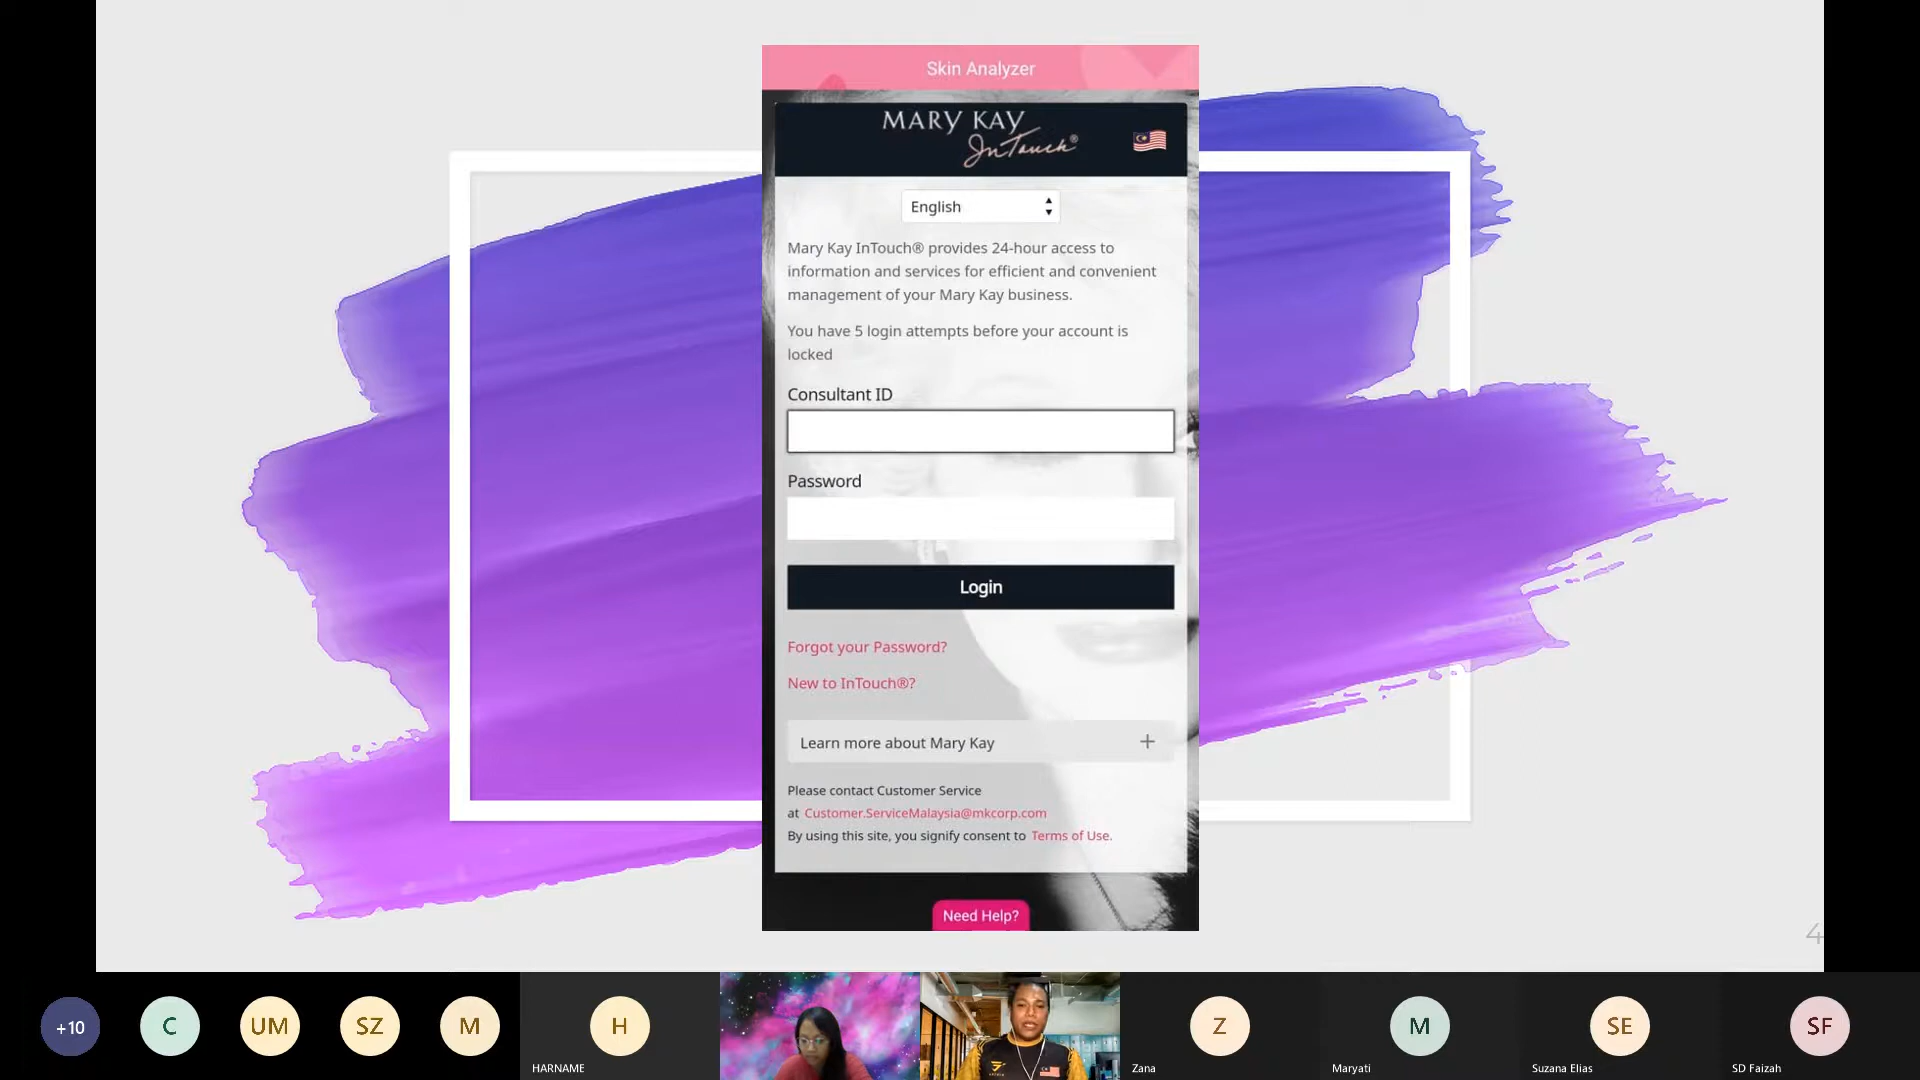 Skin Analyzer
MARY KAY
InTouch®
English
Mary Kay InTouch® provides 24-hour access to
information and services for efficient and convenient
management of your Mary Kay business.
You have 5 login attempts before your account is
locked
Consultant ID
Password
Login
Forgot your Password?
New to InTouch®?
Learn more about Mary Kay
Please contact Customer Service
at Customer.ServiceMalaysia@mkcorp.com
By using this site, you signify consent to Terms of Use.
Need Help?
4
+10
C
UM
SZ
M
H
HARNAME
Z
Zana
M
Maryati
SE
Suzana Elias
SF
SD Faizah